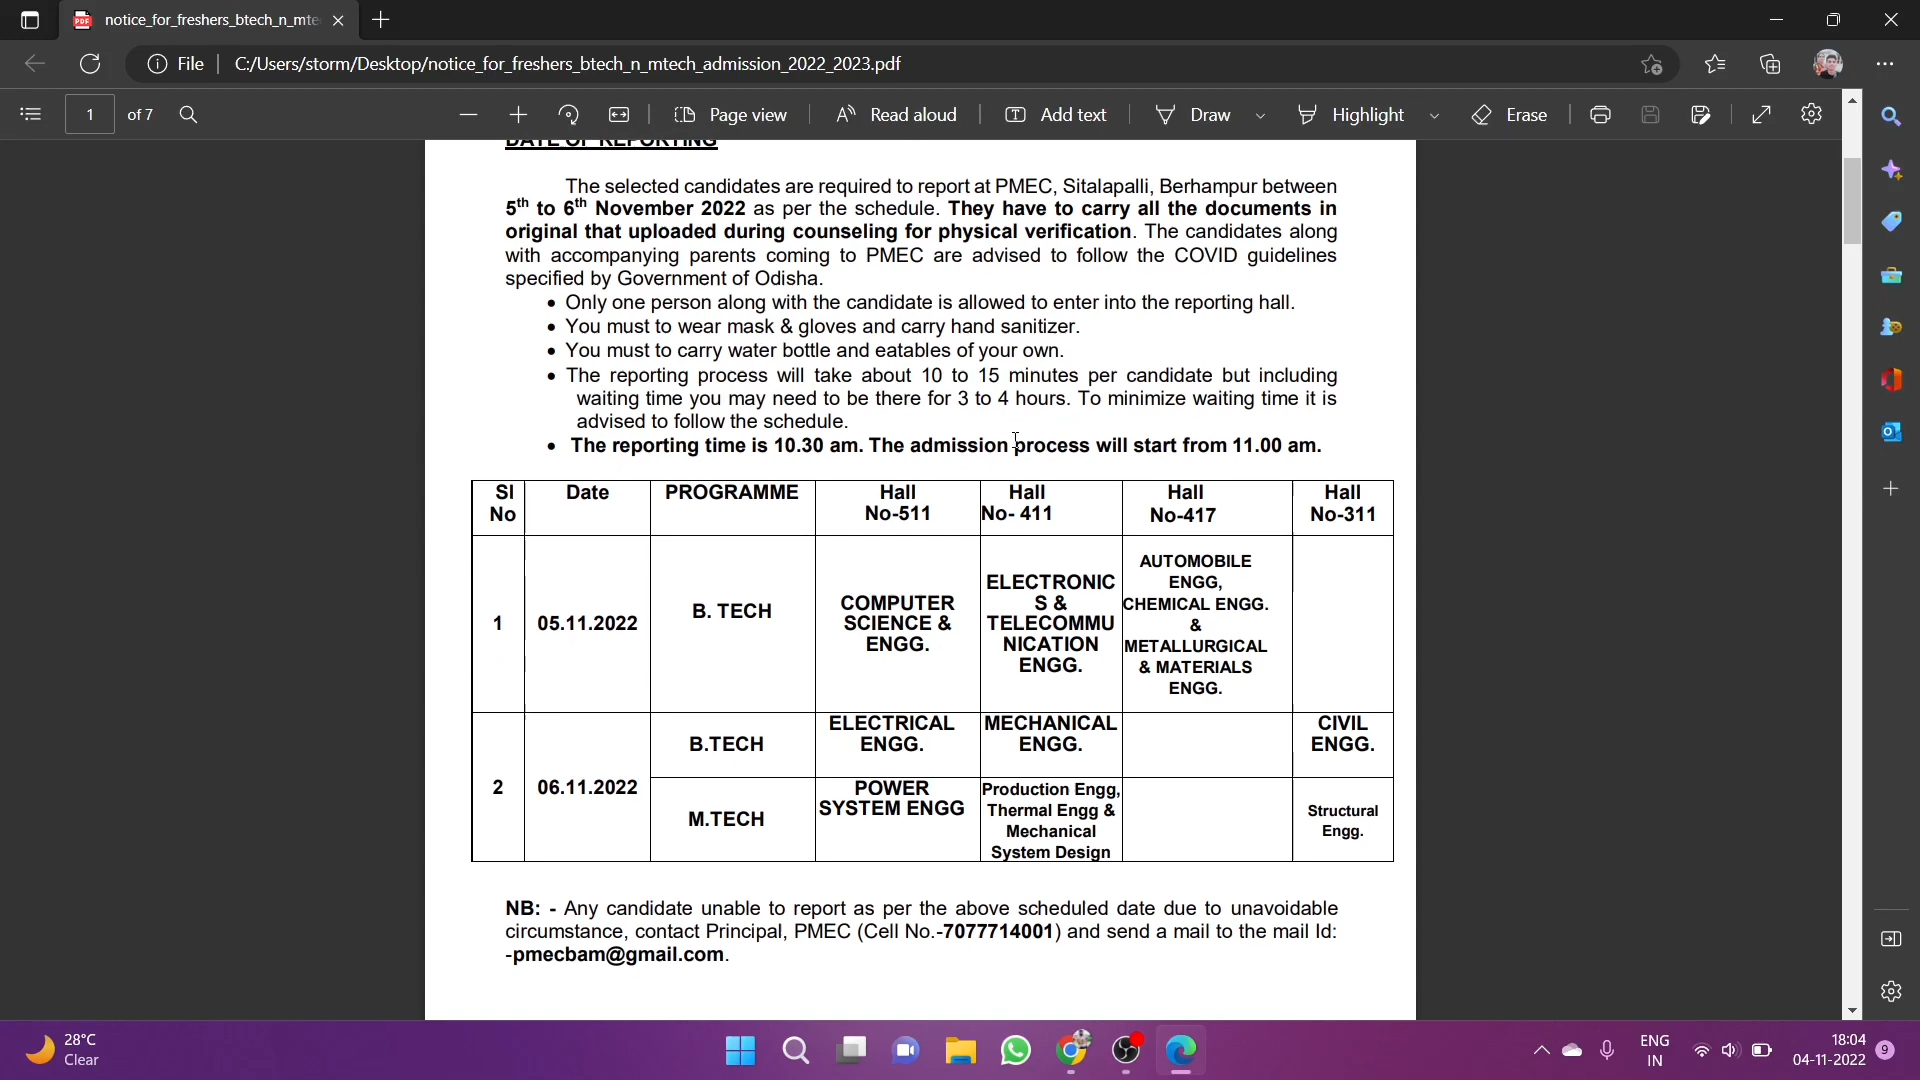 notice_for_freshers_btech_n_mte
File
C:/Users/storm/Desktop/notice_for_freshers_btech_n_mtech_admission_2022_2023.pdf
1 of 7
Page view
Read aloud
Add text
Draw
Highlight
Erase
DATE OF REPORTING
The selected candidates are required to report at PMEC, Sitalapalli, Berhampur between
5th to 6th November 2022 as per the schedule. They have to carry all the documents in
original that uploaded during counseling for physical verification. The candidates along
with accompanying parents coming to PMEC are advised to follow the COVID guidelines
specified by Government of Odisha.
• Only one person along with the candidate is allowed to enter into the reporting hall.
• You must to wear mask & gloves and carry hand sanitizer.
• You must to carry water bottle and eatables of your own.
• The reporting process will take about 10 to 15 minutes per candidate but including
waiting time you may need to be there for 3 to 4 hours. To minimize waiting time it is
advised to follow the schedule.
• The reporting time is 10.30 am. The admission process will start from 11.00 am.
Sl
No
Date
PROGRAMME
Hall
No-511
Hall
No- 411
Hall
No-417
Hall
No-311
1
05.11.2022
B. TECH
COMPUTER
SCIENCE &
ENGG.
ELECTRONIC
S &
TELECOMMU
NICATION
ENGG.
AUTOMOBILE
ENGG,
CHEMICAL ENGG.
&
METALLURGICAL
& MATERIALS
ENGG.
2
06.11.2022
B.TECH
ELECTRICAL
ENGG.
MECHANICAL
ENGG.
CIVIL
ENGG.
M.TECH
POWER
SYSTEM ENGG
Production Engg,
Thermal Engg &
Mechanical
System Design
Structural
Engg.
NB: - Any candidate unable to report as per the above scheduled date due to unavoidable
circumstance, contact Principal, PMEC (Cell No.-7077714001) and send a mail to the mail Id:
-pmecbam@gmail.com.
28°C
Clear
ENG
IN
18:04
04-11-2022
9